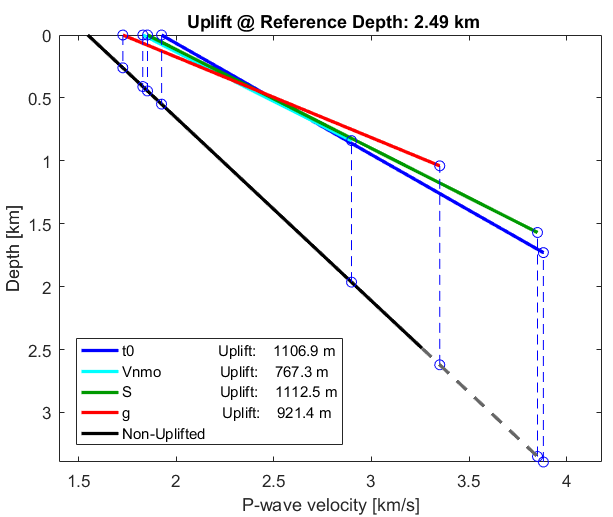 Uplift @ Reference Depth: 2.49 km
0
0.5
1
1.5
2
2.5
3
Depth [km]
t0 Uplift: 1106.9 m
Vnmo Uplift: 767.3 m
S Uplift: 1112.5 m
g Uplift: 921.4 m
Non-Uplifted
1.5 2 2.5 3 3.5 4
P-wave velocity [km/s]